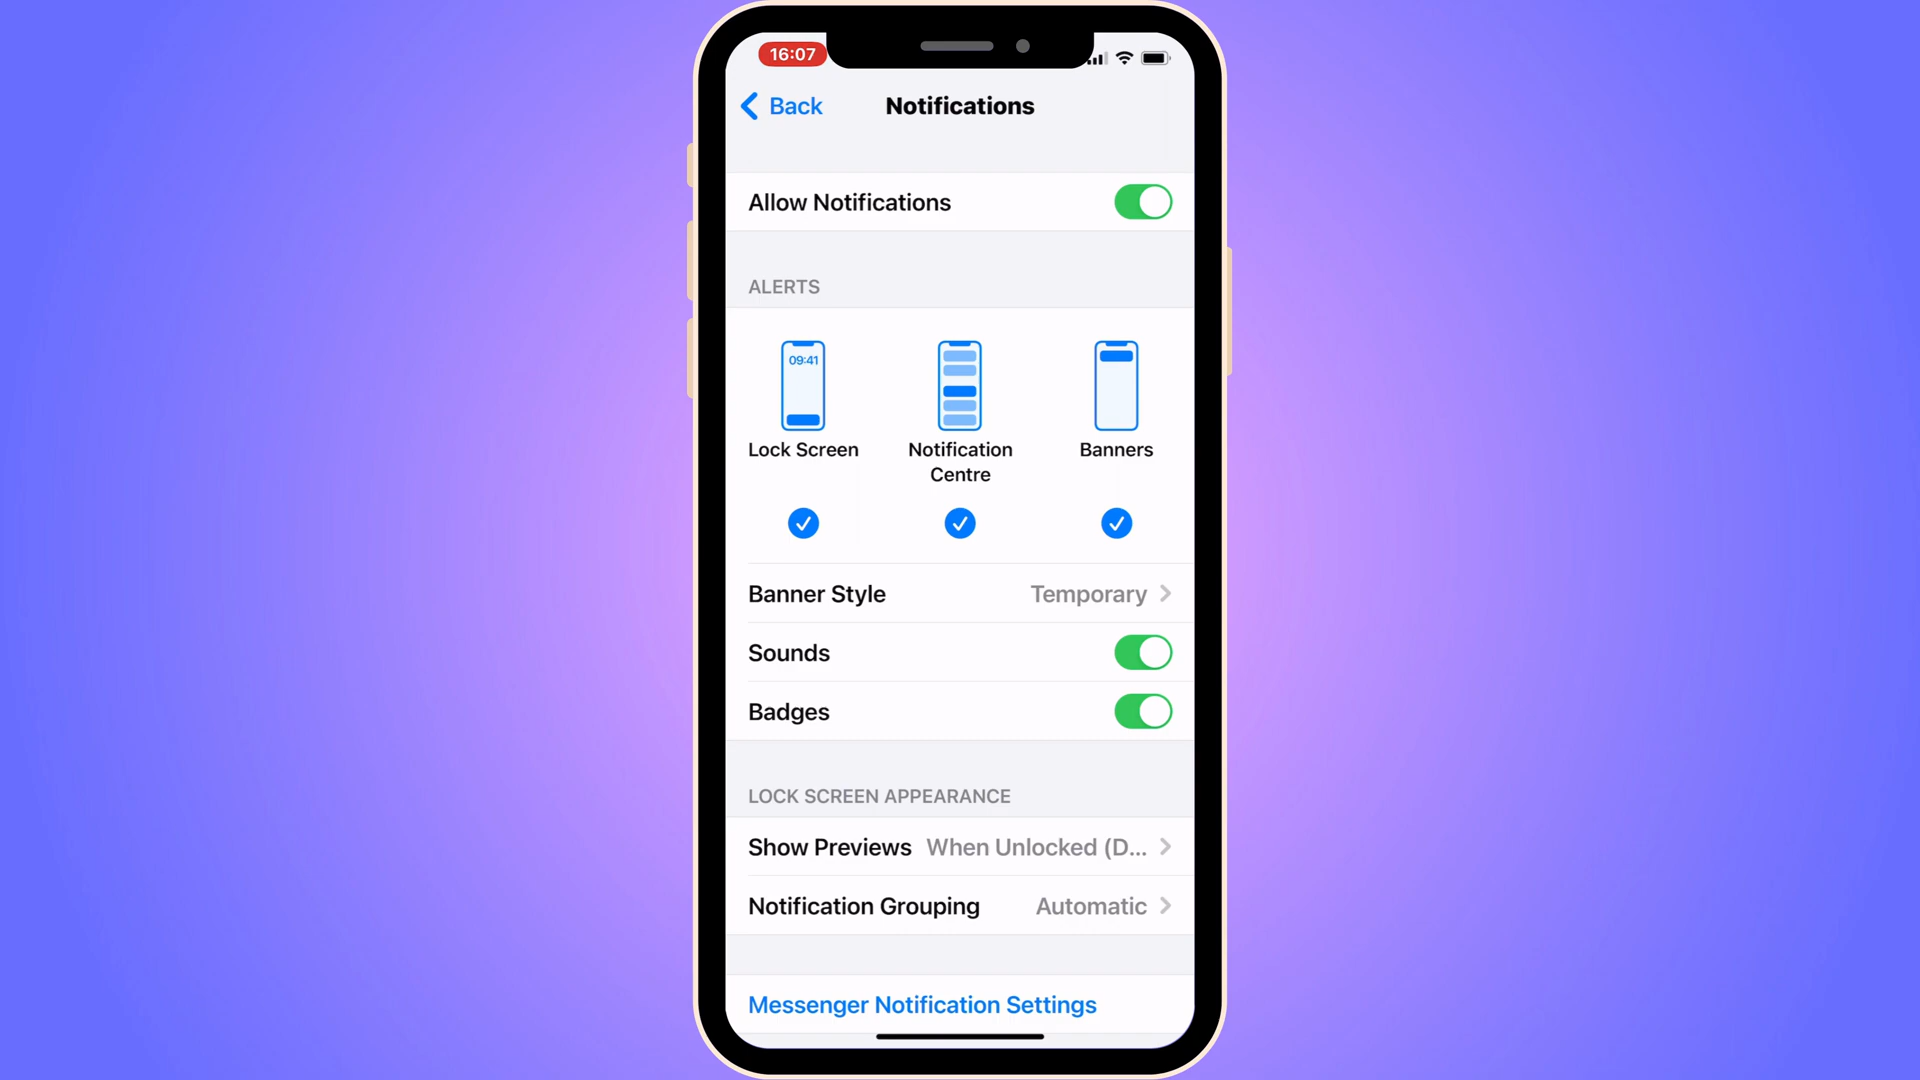 16:07
Back
Notifications
Allow Notifications
ALERTS
09:41
Lock Screen
Notification
Centre
Banners
Banner Style Temporary
Sounds
Badges
LOCK SCREEN APPEARANCE
Show Previews When Unlocked (D...
Notification Grouping Automatic
Messenger Notification Settings